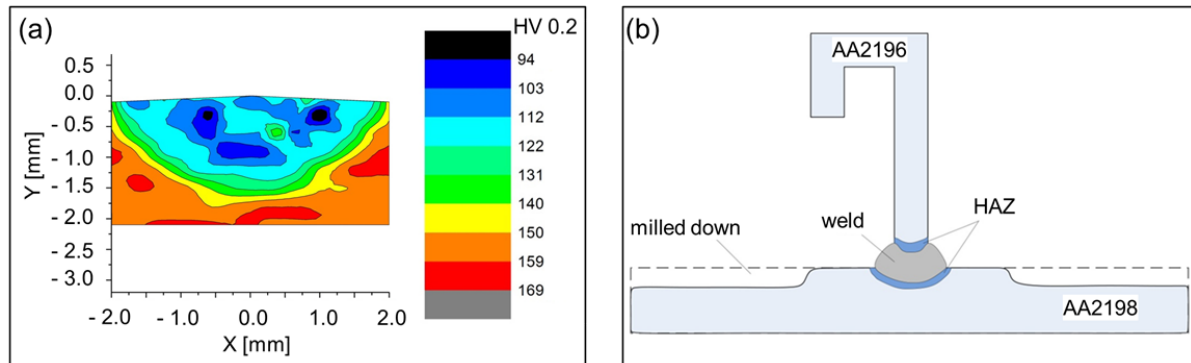 (a)
HV 0.2
94
103
112
122
131
140
150
159
169
0.5
0.0
- 0.5
- 1.0
- 1.5
- 2.0
- 2.5
- 3.0
Y [mm]
- 2.0
- 1.0
0.0
1.0
2.0
X [mm]
(b)
AA2196
HAZ
weld
milled down
AA2198